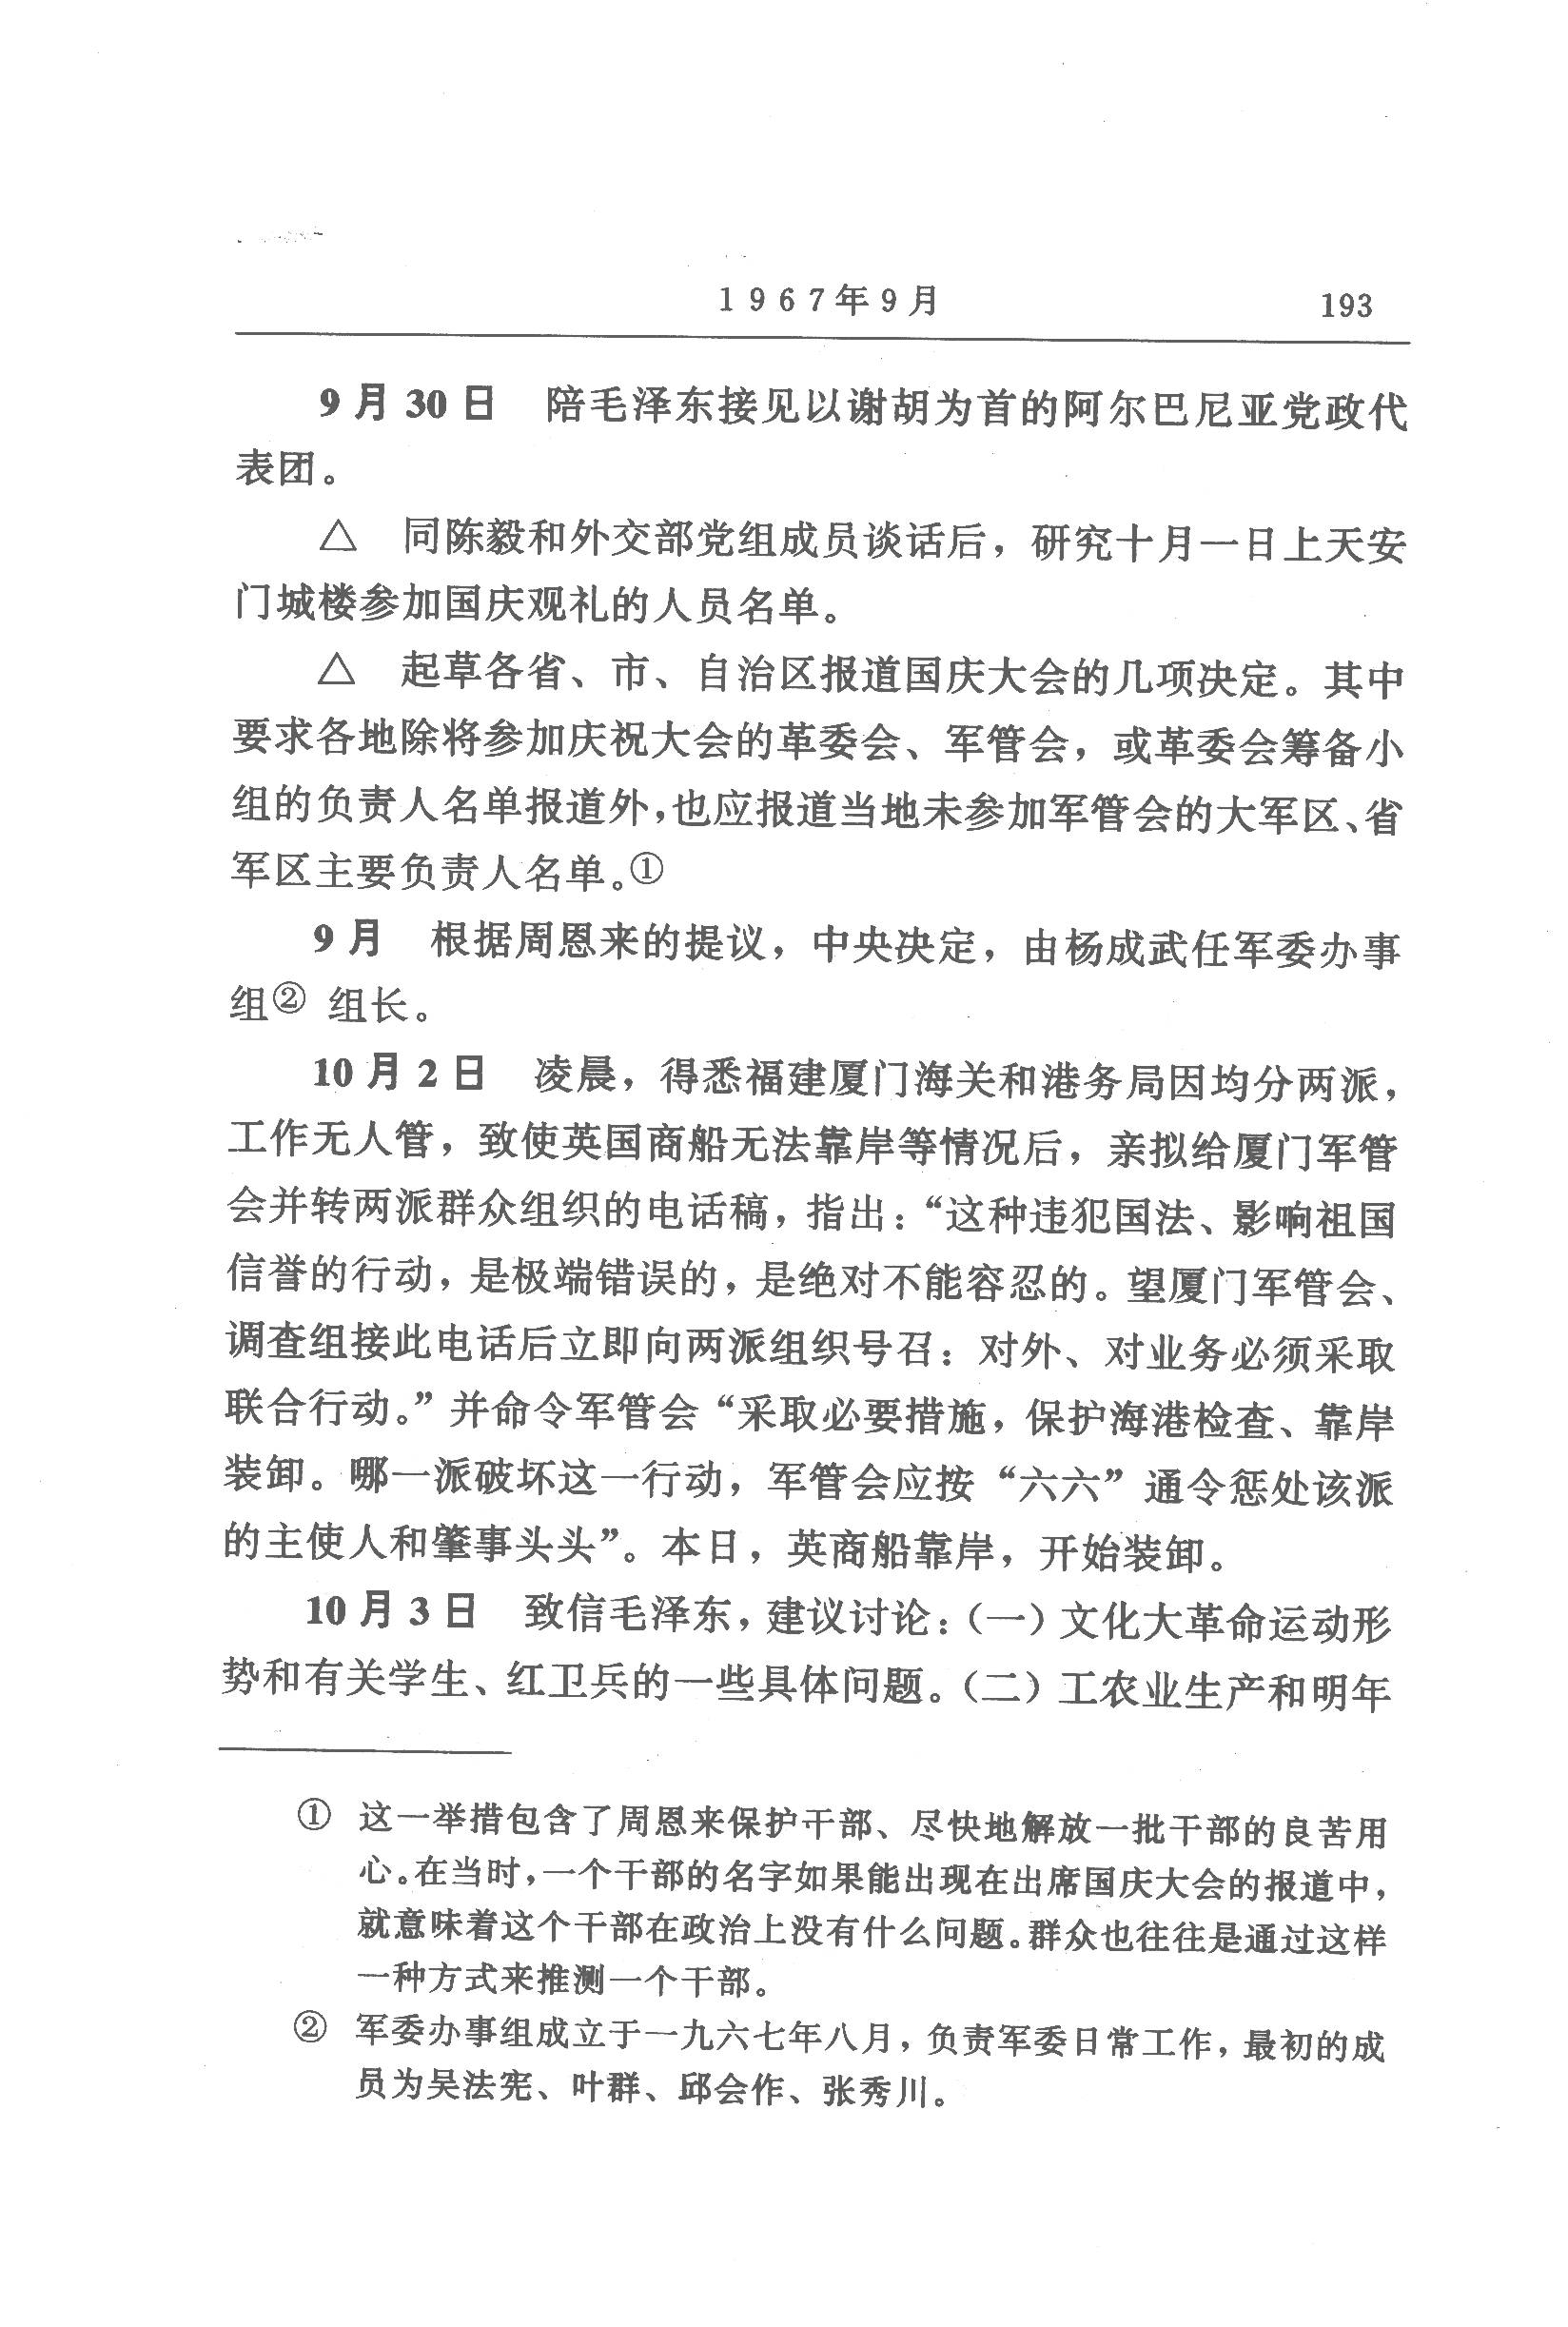 1967年9月 193
9月30日 陪毛泽东接见以谢胡为首的阿尔巴尼亚党政代
表团。
△ 同陈毅和外交部党组成员谈话后，研究十月一日上天安
门城楼参加国庆观礼的人员名单。
△ 起草各省、市、自治区报道国庆大会的几项决定。其中
要求各地除将参加庆祝大会的革委会、军管会，或革委会筹备小
组的负责人名单报道外，也应报道当地未参加军管会的大军区、省
军区主要负责人名单。①
9月 根据周恩来的提议，中央决定，由杨成武任军委办事
组② 组长。
10月2日 凌晨，得悉福建厦门海关和港务局因均分两派，
工作无人管，致使英国商船无法靠岸等情况后，亲拟给厦门军管
会并转两派群众组织的电话稿，指出：“这种违犯国法、影响祖国
信誉的行动，是极端错误的，是绝对不能容忍的。望厦门军管会、
调查组接此电话后立即向两派组织号召：对外、对业务必须采取
联合行动。”并命令军管会“采取必要措施，保护海港检查、靠岸
装卸。哪一派破坏这一行动，军管会应按“六六”通令惩处该派
的主使人和肇事头头”。本日，英商船靠岸，开始装卸。
10月3日 致信毛泽东，建议讨论：（一）文化大革命运动形
势和有关学生、红卫兵的一些具体问题。（二）工农业生产和明年
① 这一举措包含了周恩来保护干部、尽快地解放一批干部的良苦用
心。在当时，一个干部的名字如果能出现在出席国庆大会的报道中，
就意味着这个干部在政治上没有什么问题。群众也往往是通过这样
一种方式来推测一个干部。
② 军委办事组成立于一九六七年八月，负责军委日常工作，最初的成
员为吴法宪、叶群、邱会作、张秀川。